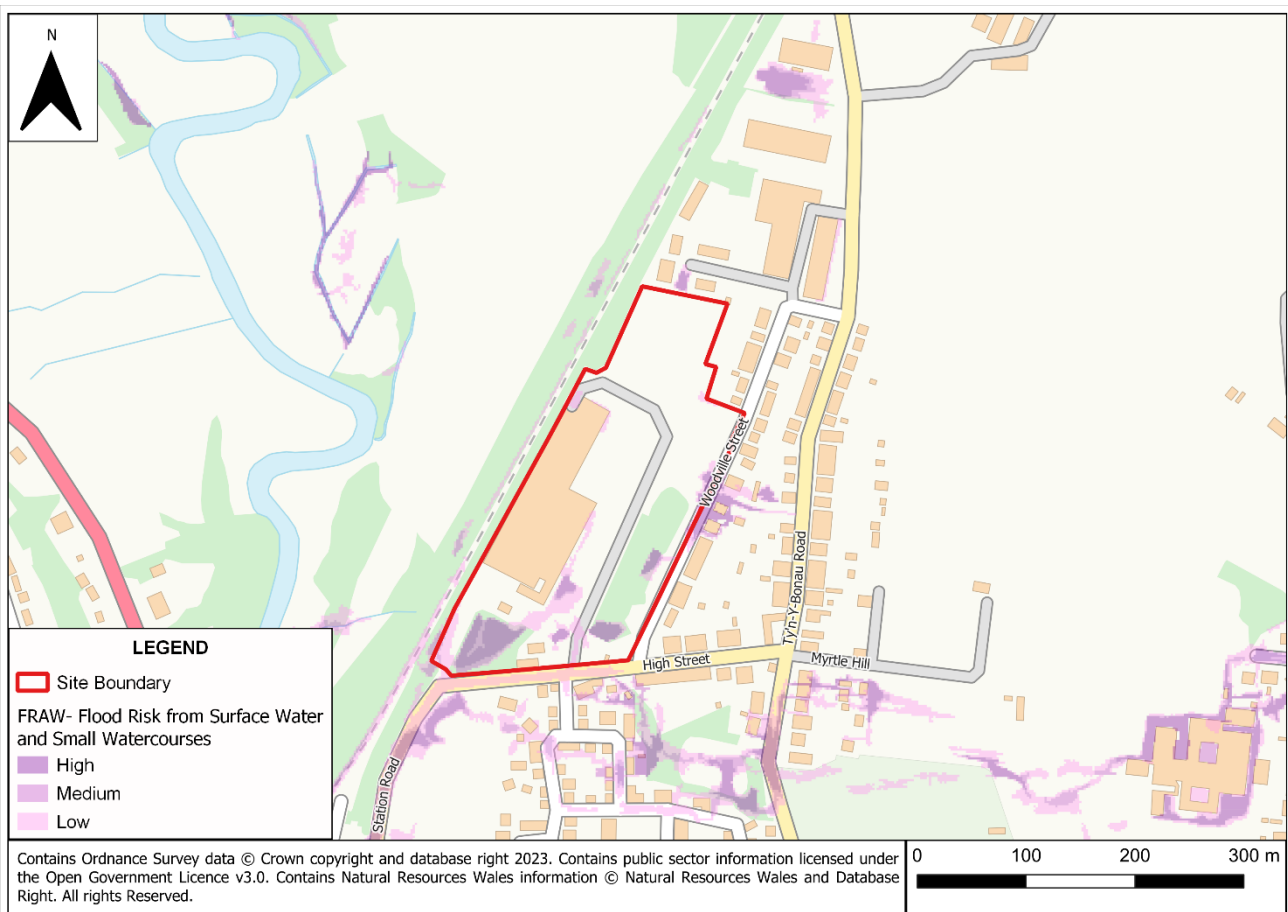 N
Woodville Street
Ty'n-Y-Bonau Road
High Street
Myrtle Hill
Station Road
LEGEND
Site Boundary
FRAW- Flood Risk from Surface Water
and Small Watercourses
High
Medium
Low
Contains Ordnance Survey data © Crown copyright and database right 2023. Contains public sector information licensed under
the Open Government Licence v3.0. Contains Natural Resources Wales information © Natural Resources Wales and Database
Right. All rights Reserved.
0 100 200 300 m